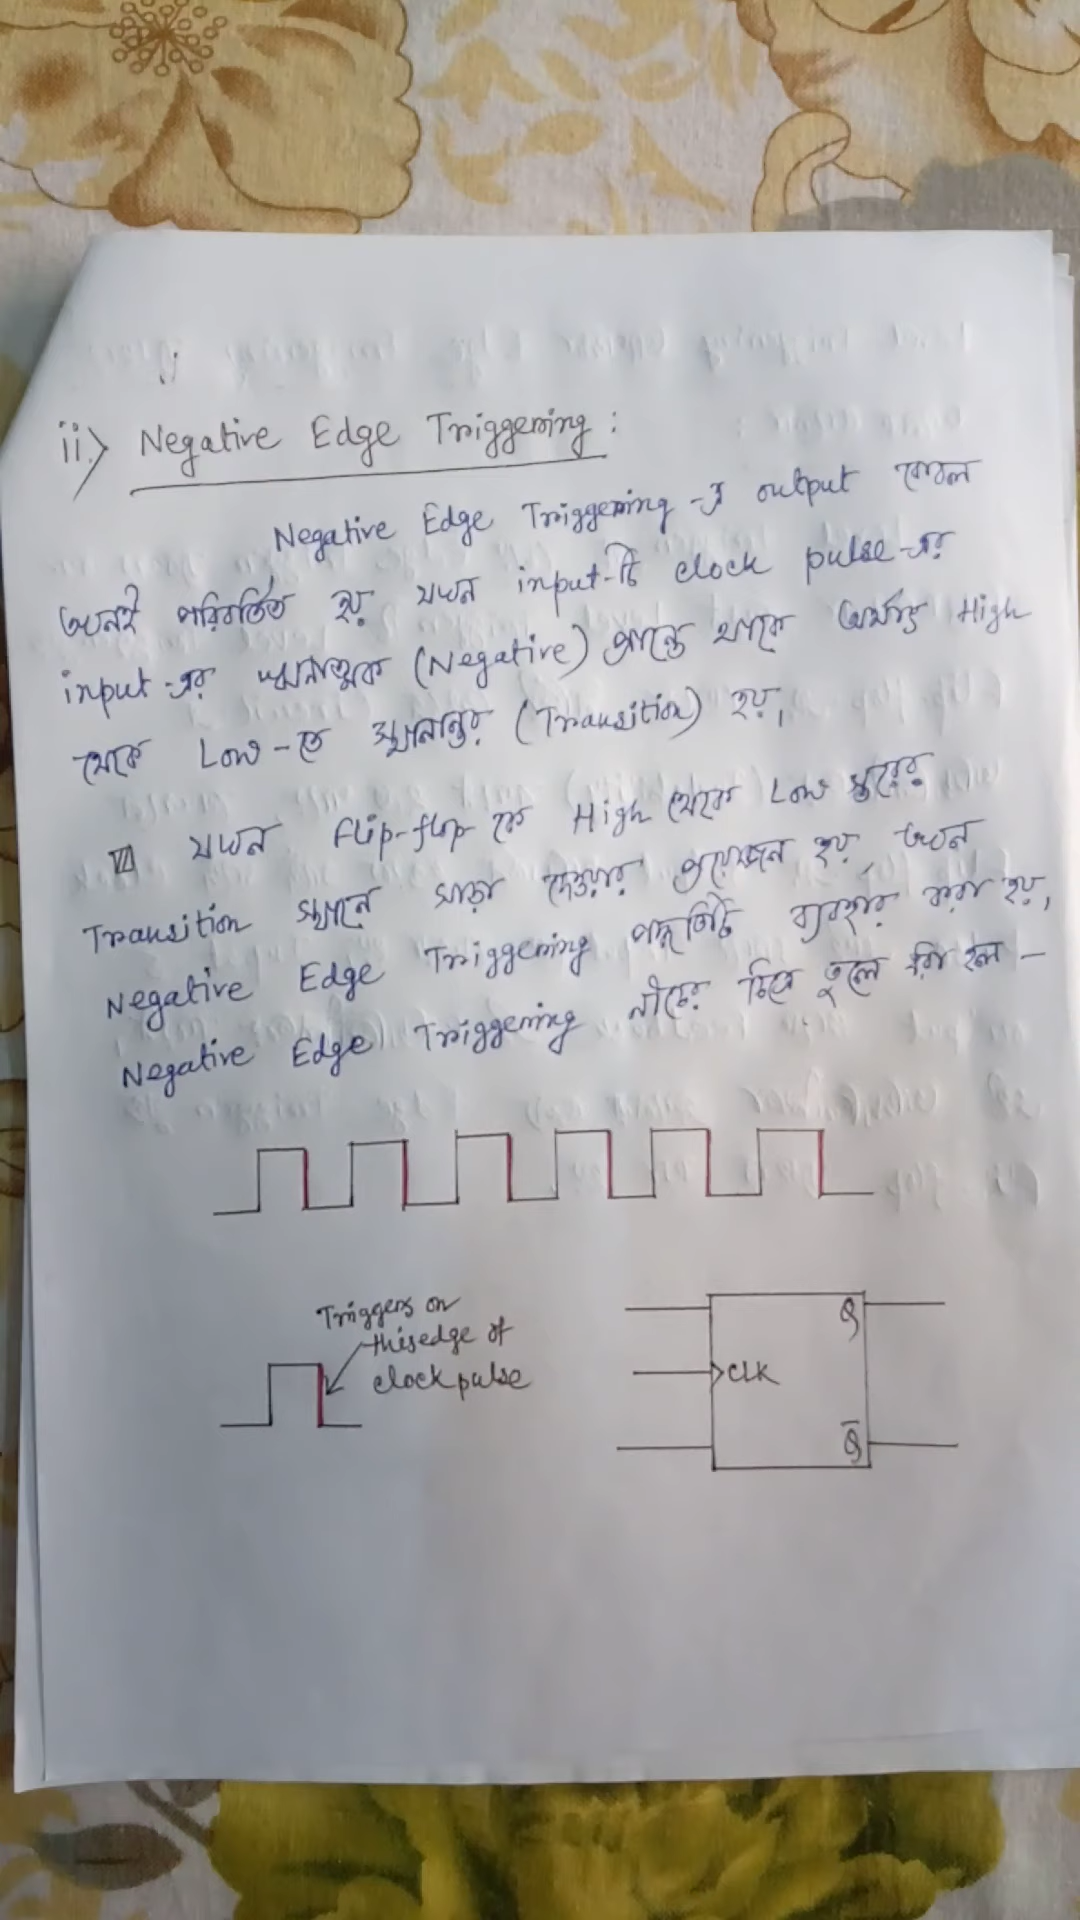 ii.) Negative Edge Triggering :
Negative Edge Triggering -এ output কেবল
তখনই পরিবর্তিত হয় যখন input-টি clock pulse-এর
input-এর ঋনাত্মক (Negative) প্রান্তে থাকে অর্থাৎ High
থেকে Low-তে স্থানান্তর (Transition) হয়,
যখন flip-flop কে High থেকে Low স্তরের
Transition স্থানে সাড়া দেওয়ার প্রয়োজন হয়, তখন
Negative Edge Triggering পদ্ধতিটি ব্যবহার করা হয়,
Negative Edge Triggering নীচের চিত্রে তুলে ধরা হল –
Triggers on
this edge of
clock pulse
Q
CLK
Q̅